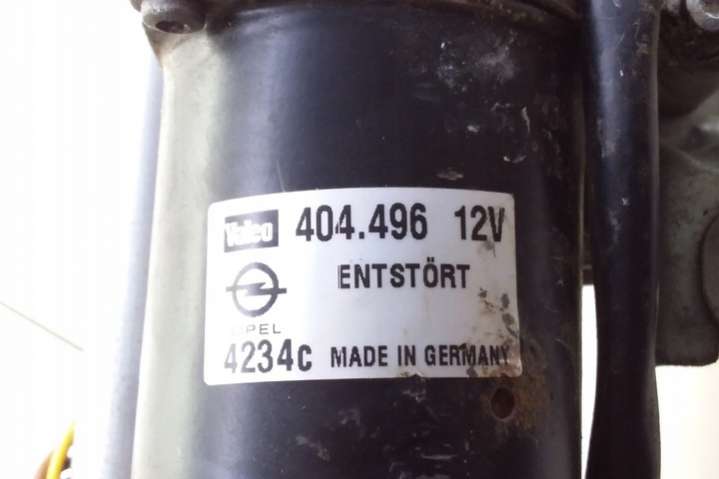 Valeo 404.496 12V
ENTSTÖRT
OPEL
4234c MADE IN GERMANY